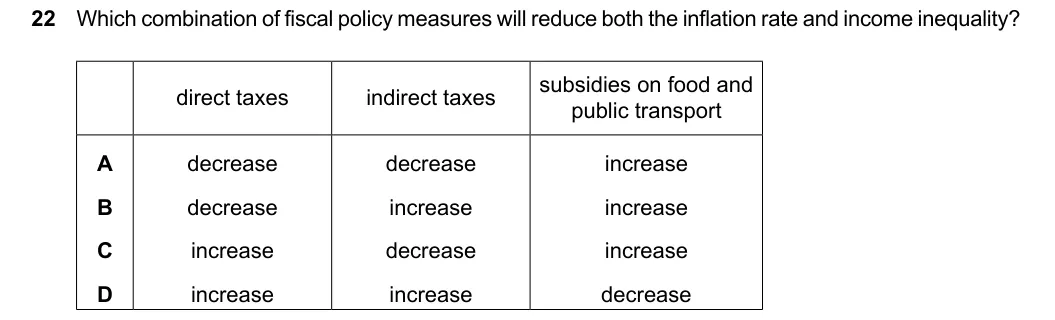 22 Which combination of fiscal policy measures will reduce both the inflation rate and income inequality?
direct taxes indirect taxes subsidies on food and
public transport
A decrease decrease increase
B decrease increase increase
C increase decrease increase
D increase increase decrease